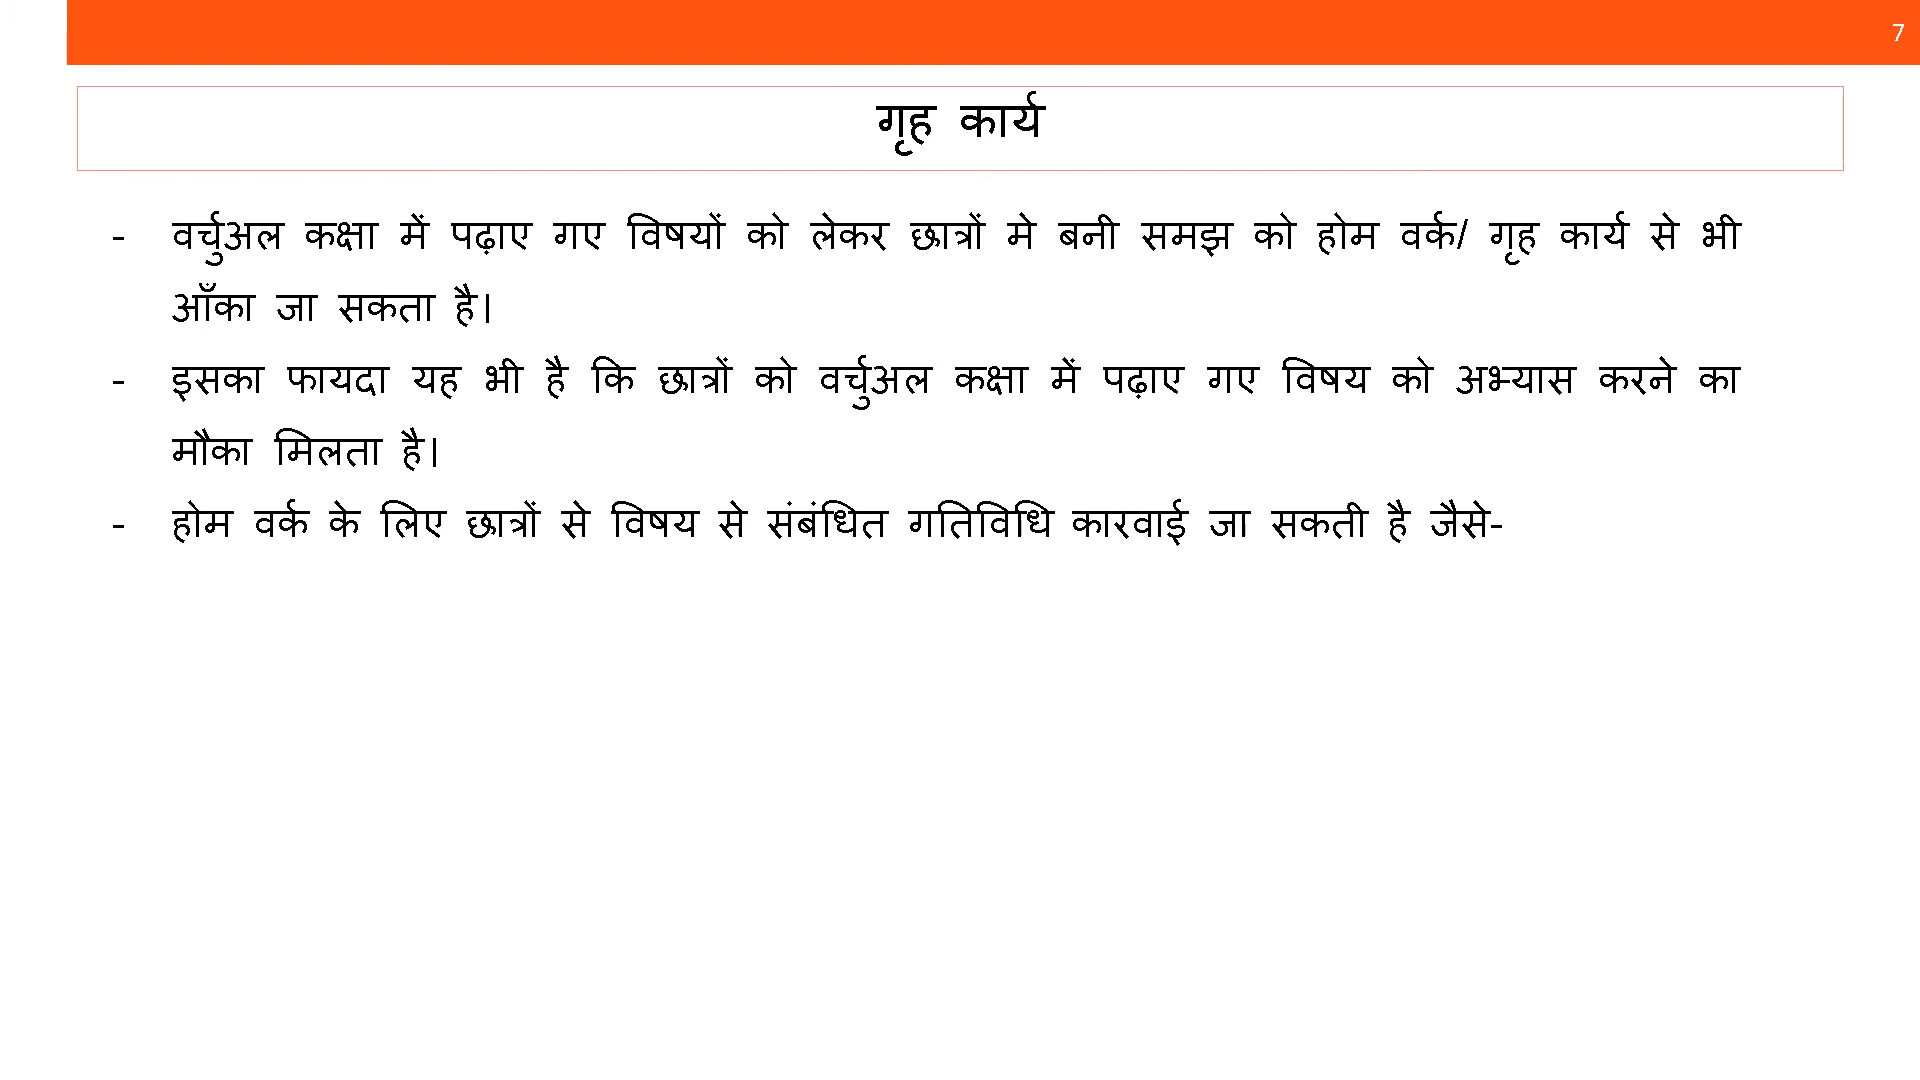 7
गृह कार्य
- वर्चुअल कक्षा में पढ़ाए गए विषयों को लेकर छात्रों मे बनी समझ को होम वर्क/ गृह कार्य से भी
आँका जा सकता है।
- इसका फायदा यह भी है कि छात्रों को वर्चुअल कक्षा में पढ़ाए गए विषय को अभ्यास करने का
मौका मिलता है।
- होम वर्क के लिए छात्रों से विषय से संबंधित गतिविधि कारवाई जा सकती है जैसे-